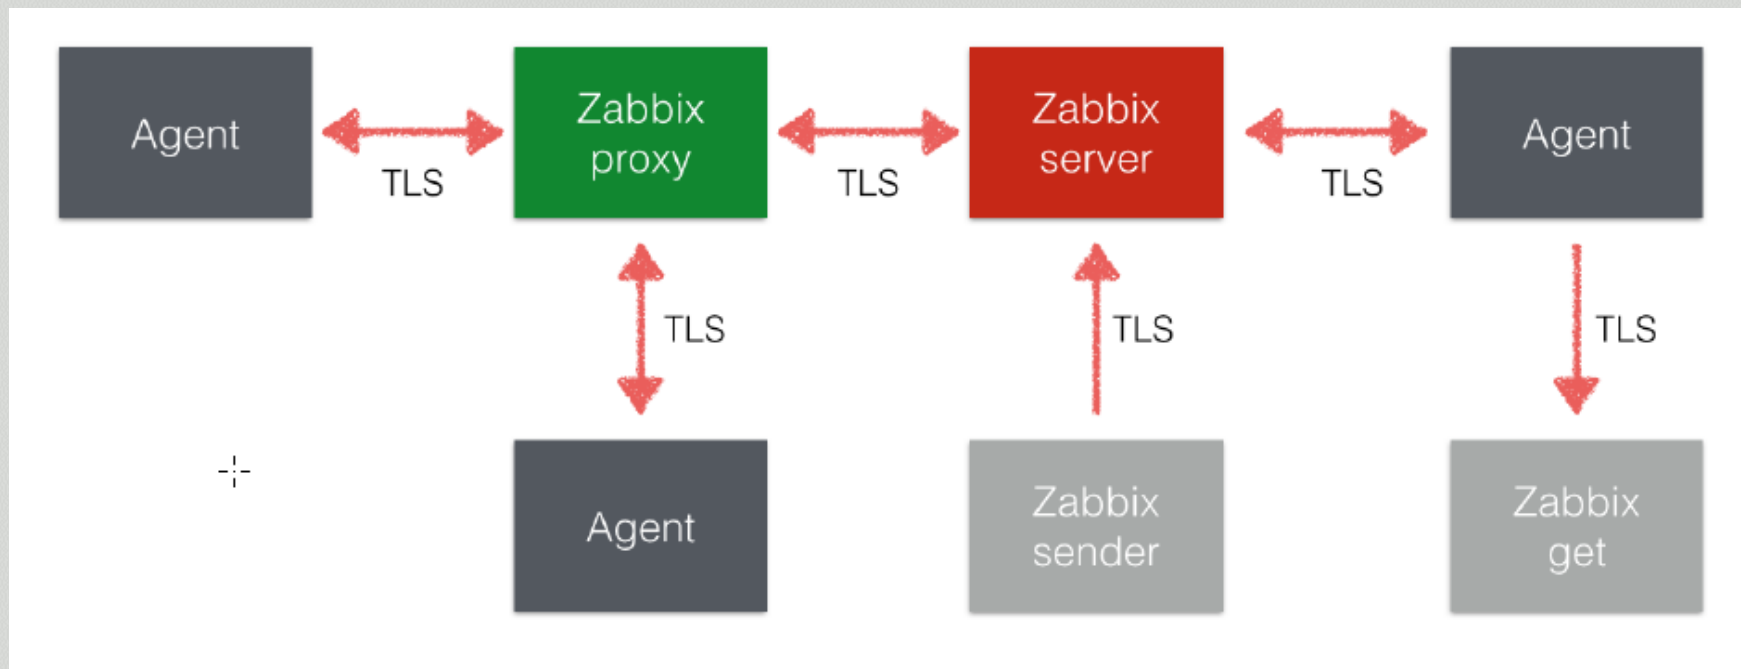 Agent
Zabbix
proxy
Zabbix
server
Agent
TLS
TLS
TLS
TLS
TLS
TLS
Agent
Zabbix
sender
Zabbix
get